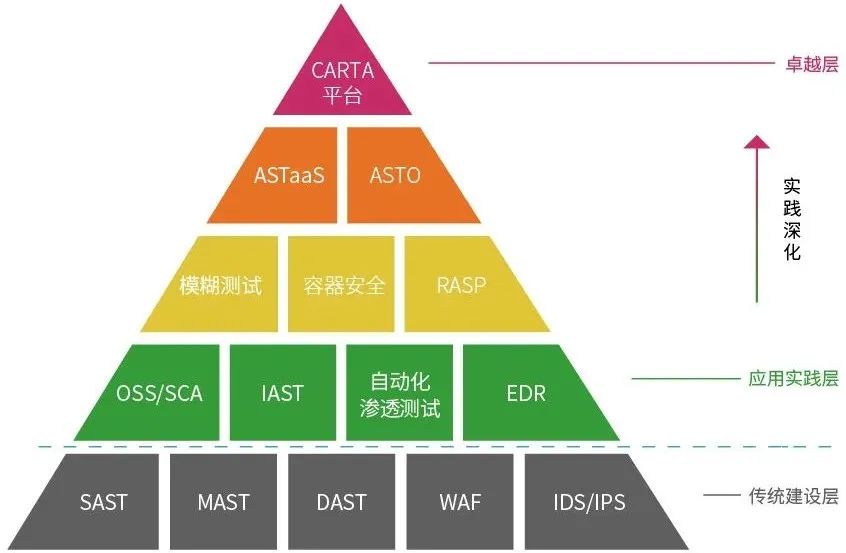 CARTA
平台
卓越层
ASTaaS
ASTO
实践深化
模糊测试
容器安全
RASP
OSS/SCA
IAST
自动化
渗透测试
EDR
应用实践层
SAST
MAST
DAST
WAF
IDS/IPS
传统建设层